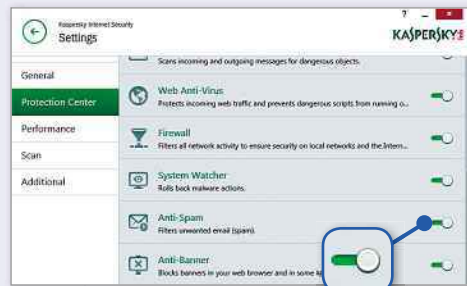 Kaspersky Internet Security
Settings
? _
KASPERSKY
Scans incoming and outgoing messages for dangerous objects.
General
Web Anti-Virus
Protects incoming web traffic and prevents dangerous scripts from running o...
Protection Center
Firewall
Filters all network activity to ensure security on local networks and the Intern...
Performance
Scan
System Watcher
Rolls back malware actions.
Additional
Anti-Spam
Filters unwanted email (spam).
Anti-Banner
Blocks banners in your web browser and in some